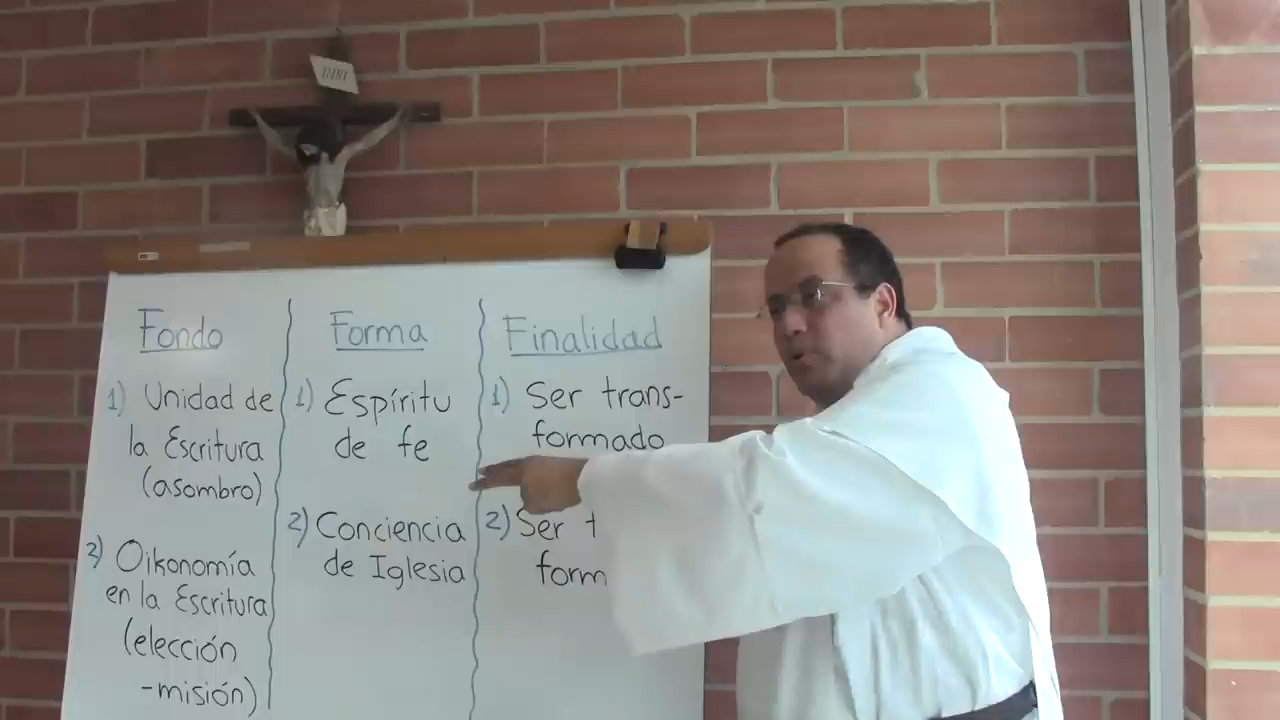 INRI
Fondo
1) Unidad de
la Escritura
(asombro)
2) Oikonomía
en la Escritura
(elección
-misión)
Forma
1) Espíritu
de fe
2) Conciencia
de Iglesia
Finalidad
1) Ser trans-
formado
2) Ser